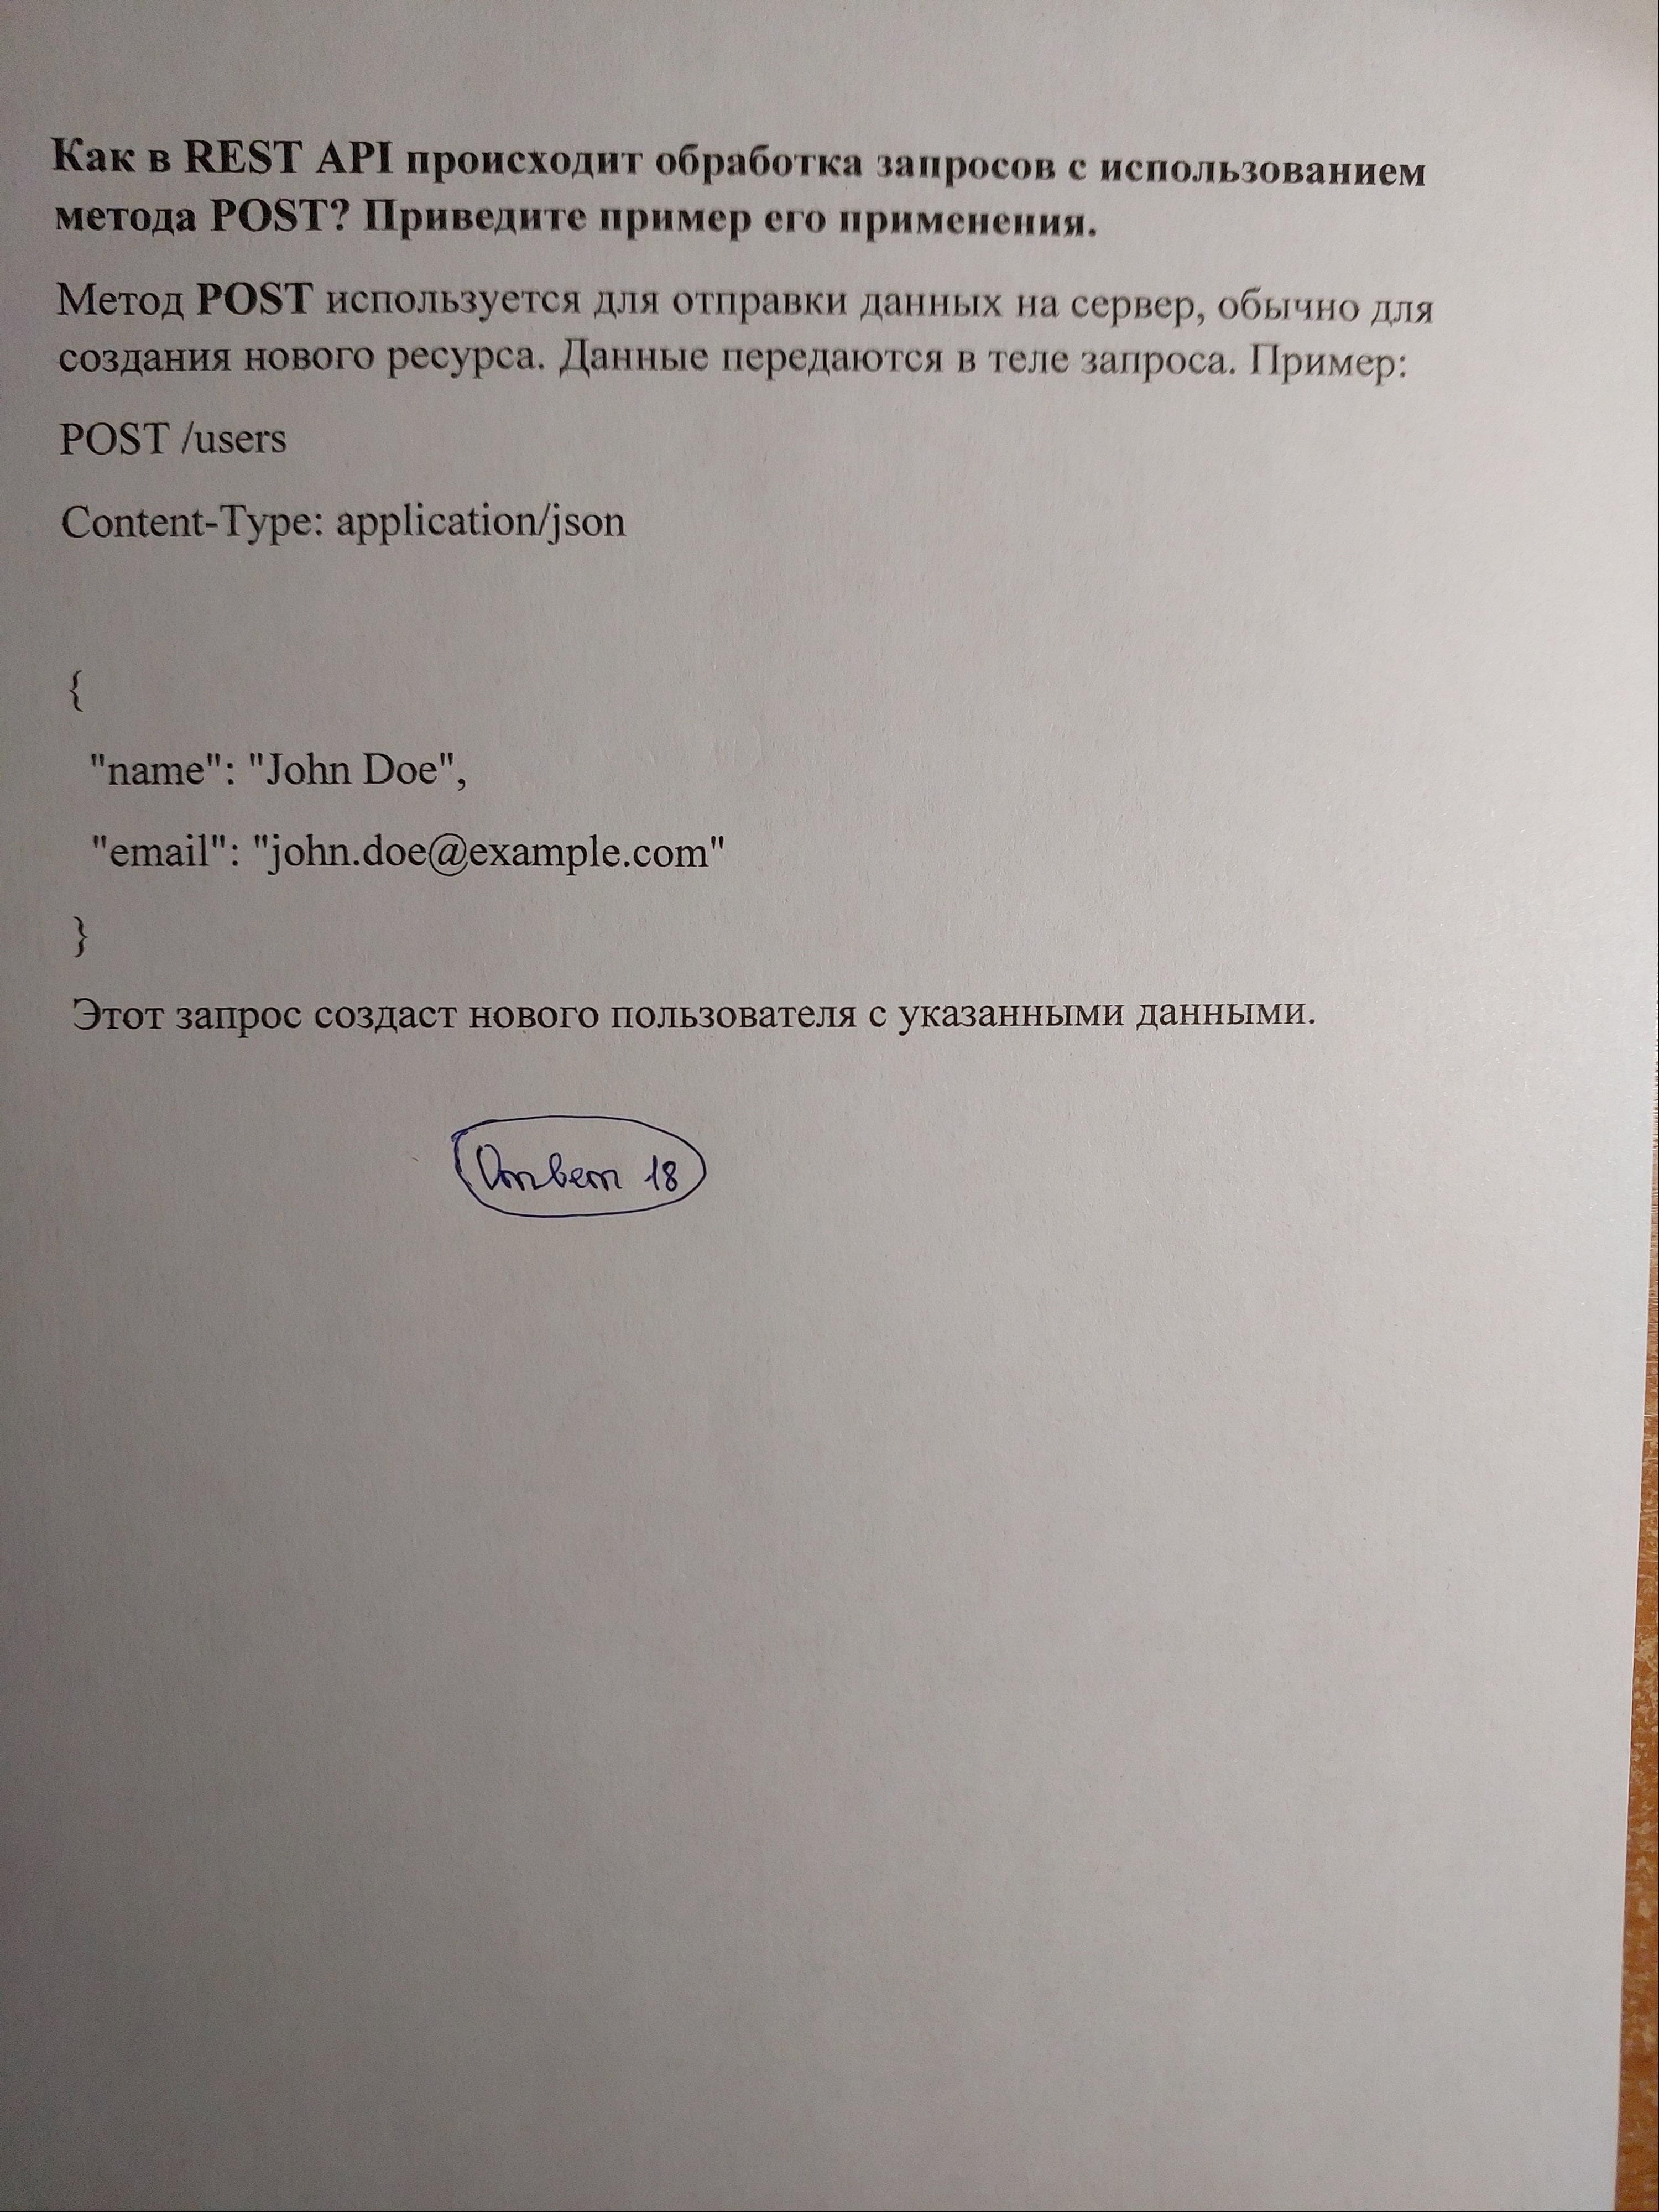 Как в REST API происходит обработка запросов с использованием
метода POST? Приведите пример его применения.
Метод POST используется для отправки данных на сервер, обычно для
создания нового ресурса. Данные передаются в теле запроса. Пример:
POST /users
Content-Type: application/json
{
"name": "John Doe",
"email": "john.doe@example.com"
}
Этот запрос создаст нового пользователя с указанными данными.
Ответ 18